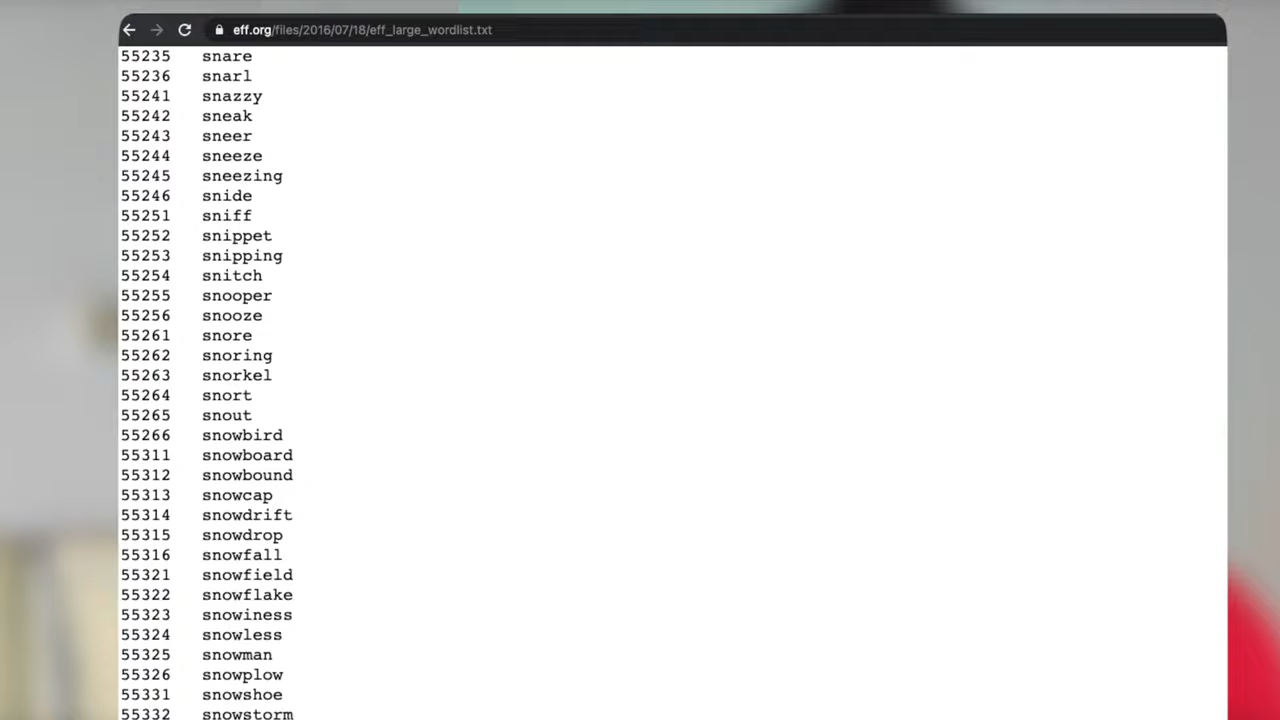 eff.org/files/2016/07/18/eff_large_wordlist.txt
55235 snare
55236 snarl
55241 snazzy
55242 sneak
55243 sneer
55244 sneeze
55245 sneezing
55246 snide
55251 sniff
55252 snippet
55253 snipping
55254 snitch
55255 snooper
55256 snooze
55261 snore
55262 snoring
55263 snorkel
55264 snort
55265 snout
55266 snowbird
55311 snowboard
55312 snowbound
55313 snowcap
55314 snowdrift
55315 snowdrop
55316 snowfall
55321 snowfield
55322 snowflake
55323 snowiness
55324 snowless
55325 snowman
55326 snowplow
55331 snowshoe
55332 snowstorm